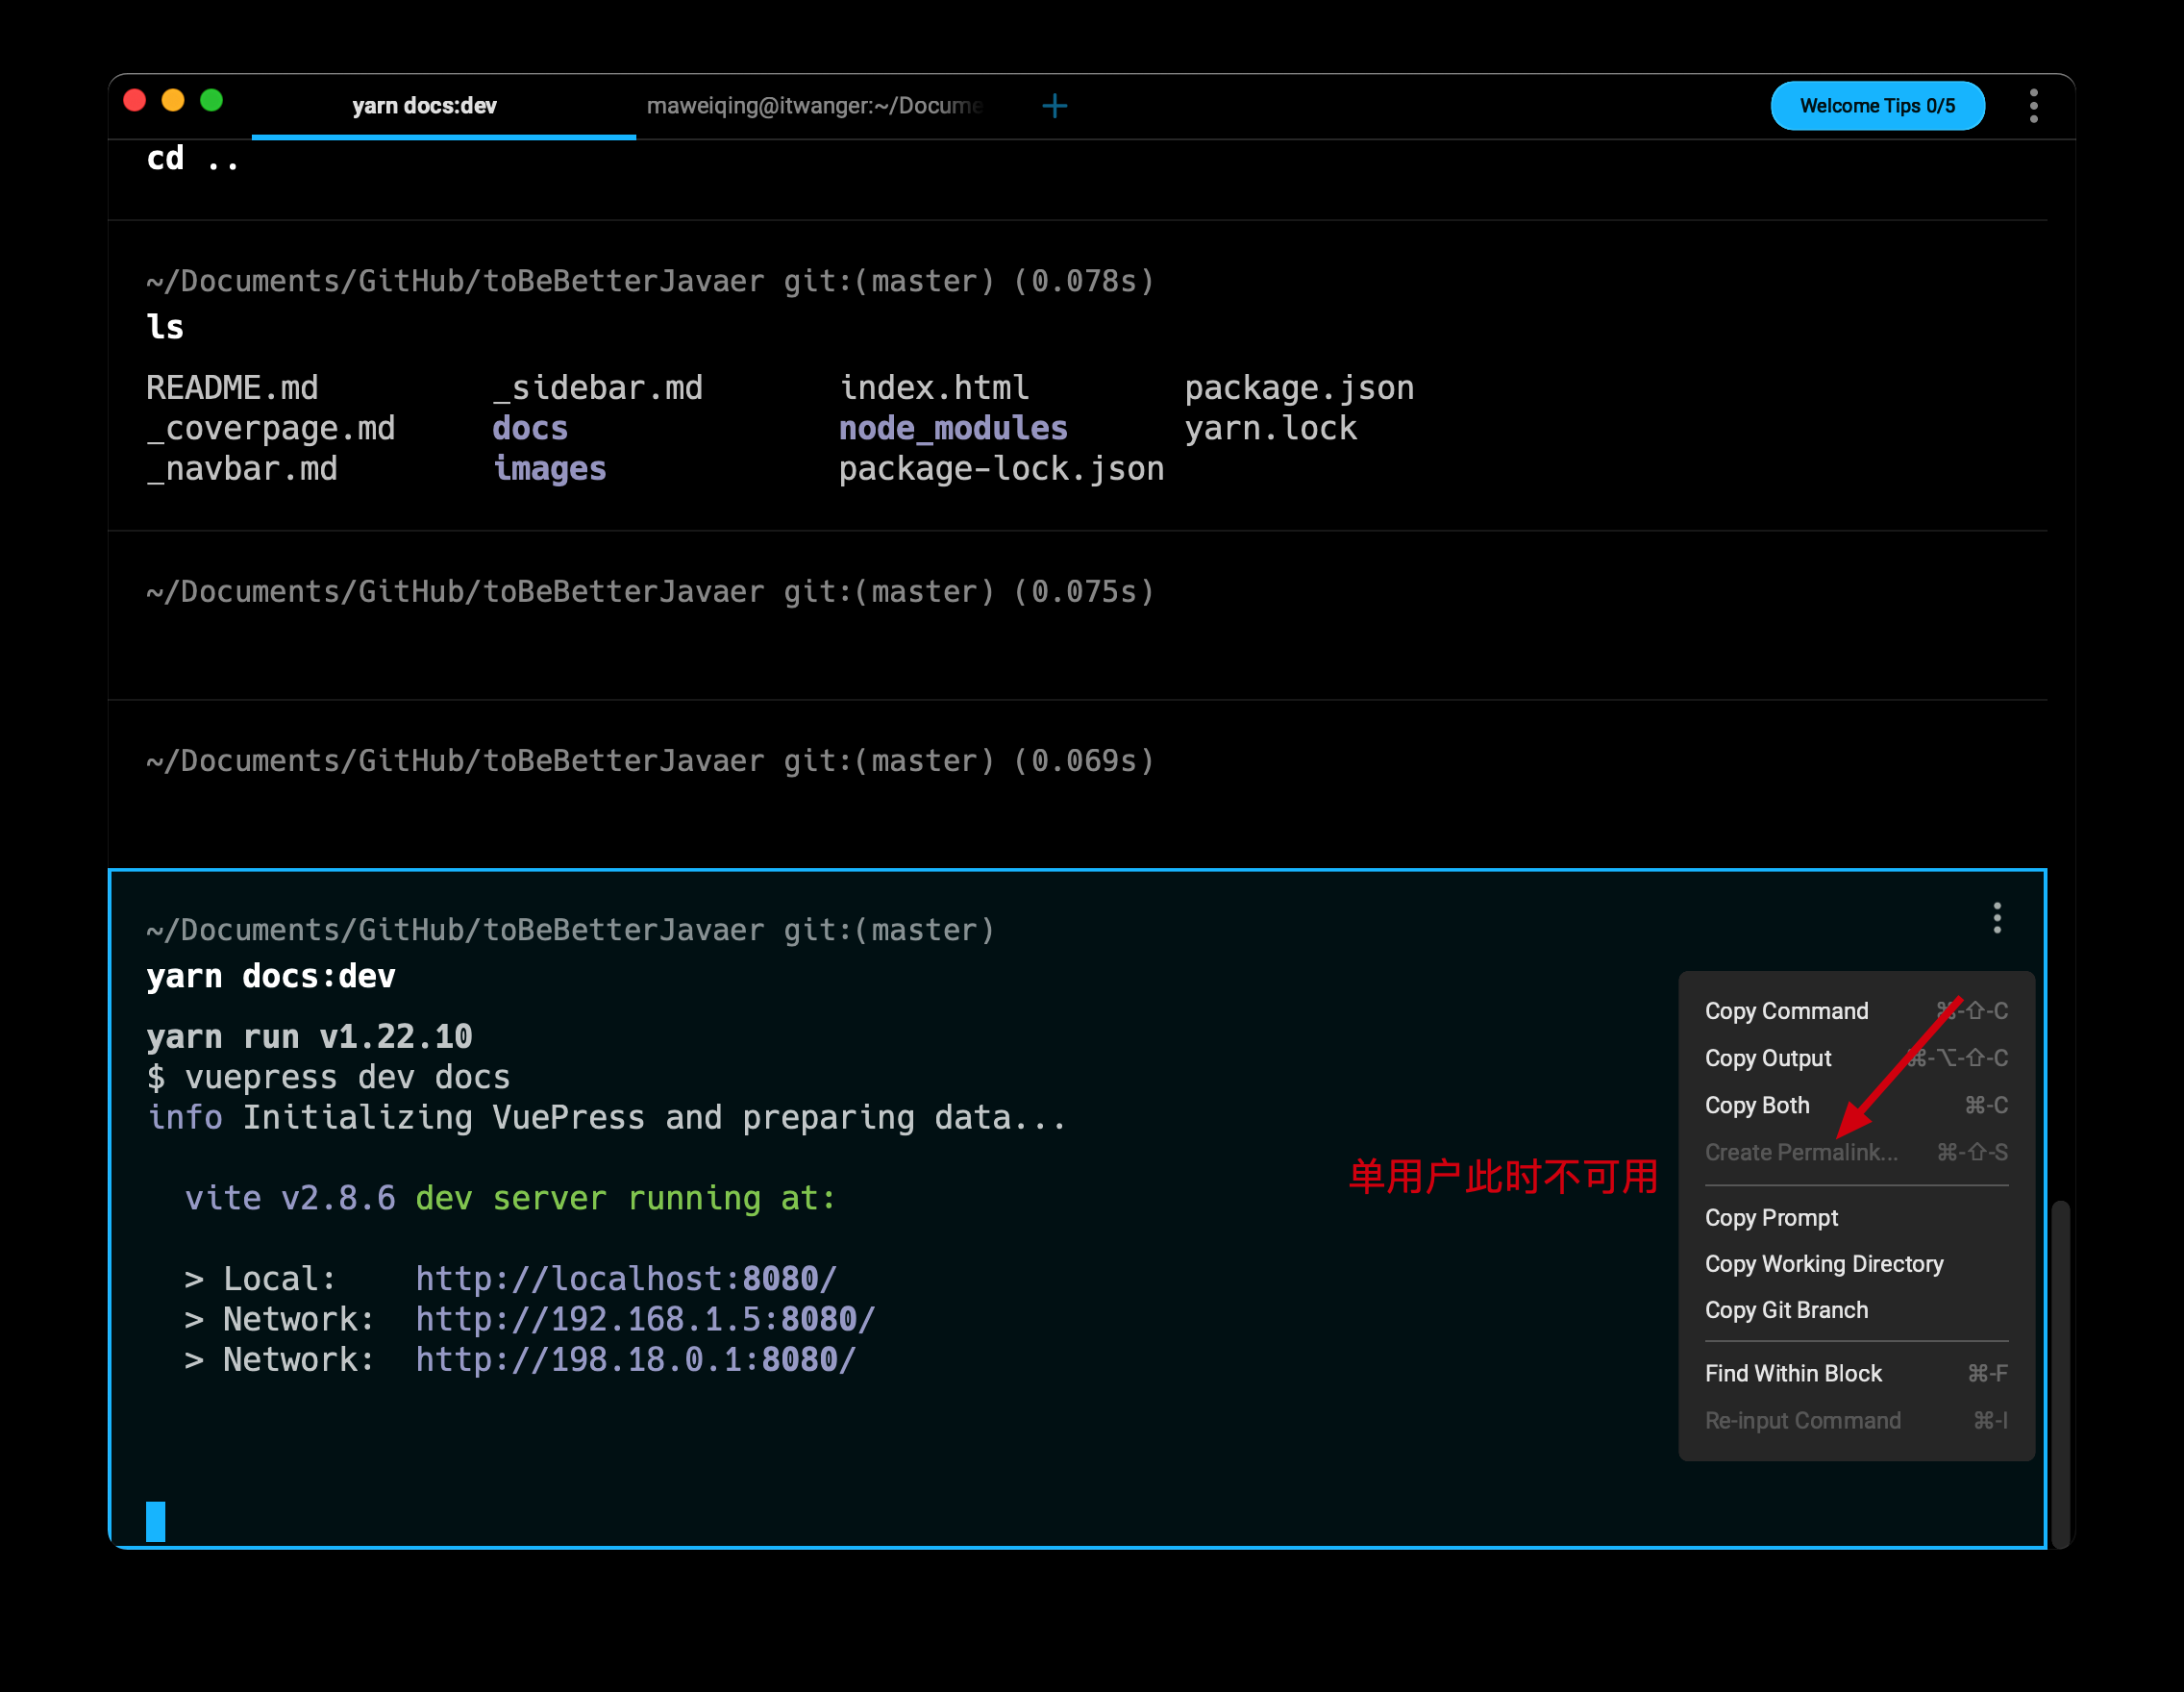 yarn docs:dev maweiqing@itwanger:~/Docume Welcome Tips 0/5
cd ..
~/Documents/GitHub/toBeBetterJavaer git:(master) (0.078s)
ls
README.md _sidebar.md index.html package.json
_coverpage.md docs node_modules yarn.lock
_navbar.md images package-lock.json
~/Documents/GitHub/toBeBetterJavaer git:(master) (0.075s)
~/Documents/GitHub/toBeBetterJavaer git:(master) (0.069s)
~/Documents/GitHub/toBeBetterJavaer git:(master)
yarn docs:dev
yarn run v1.22.10
$ vuepress dev docs
info Initializing VuePress and preparing data...
vite v2.8.6 dev server running at:
> Local: http://localhost:8080/
> Network: http://192.168.1.5:8080/
> Network: http://198.18.0.1:8080/
单用户此时不可用
Copy Command ⌘-⇧-C
Copy Output ⌘-⌥-⇧-C
Copy Both ⌘-C
Create Permalink... ⌘-⇧-S
Copy Prompt
Copy Working Directory
Copy Git Branch
Find Within Block ⌘-F
Re-input Command ⌘-I